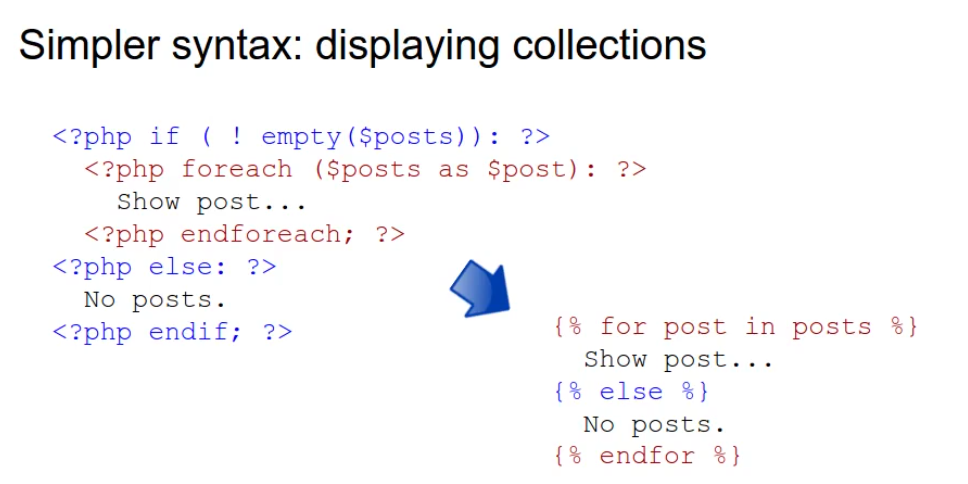 Simpler syntax: displaying collections
<?php if ( ! empty($posts)): ?>
<?php foreach ($posts as $post): ?>
Show post...
<?php endforeach; ?>
<?php else: ?>
No posts.
<?php endif; ?>
{% for post in posts %}
Show post...
{% else %}
No posts.
{% endfor %}